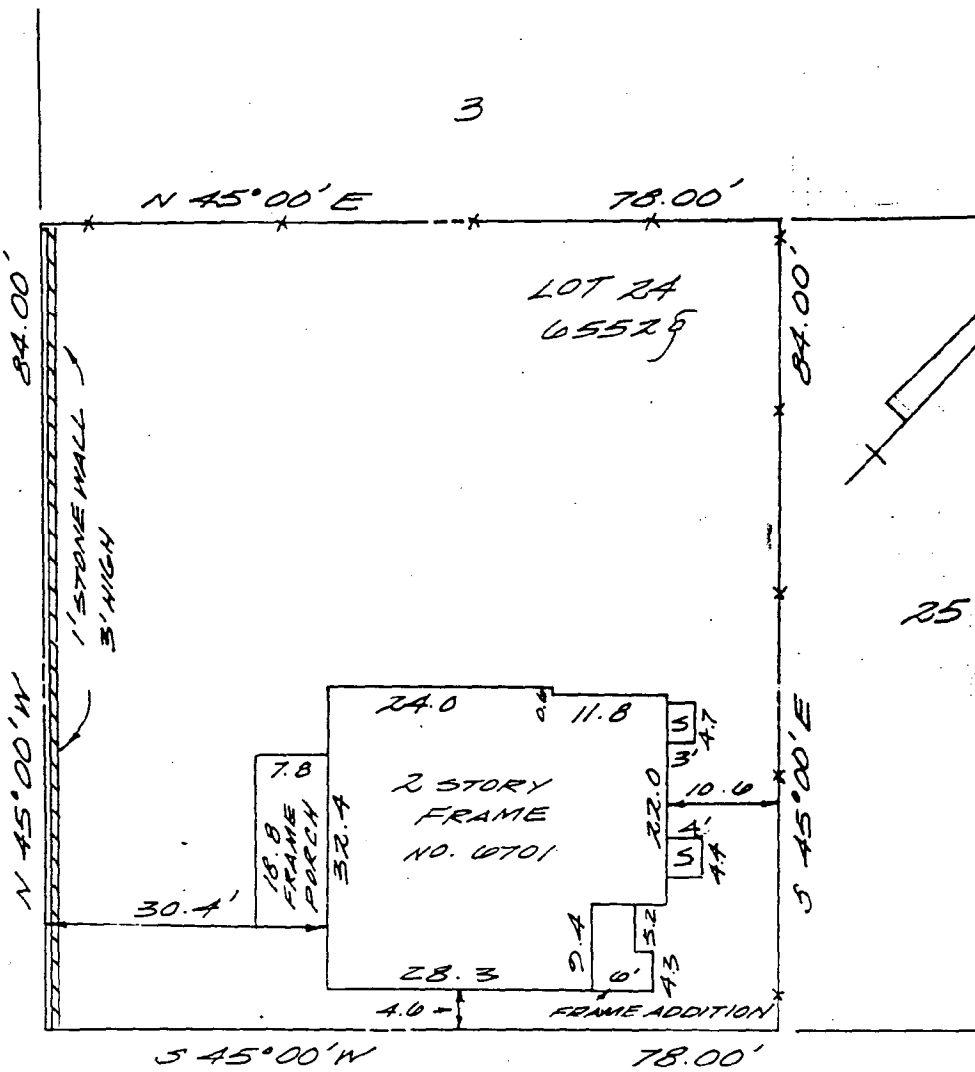 3
N 45°00' E 78.00'
LOT 24
6552
84.00'
84.00'
1' STONE WALL
3' HIGH
25
N 45°00' W
S 45°00' E
24.0
0.6
11.8
S
4.7
3'
7.8
18.8
FRAME
PORCH
32.4
2 STORY
FRAME
NO. 6701
22.0
10.6
4'
S
4.4
30.4'
9.4
5.2
4.3
6'
28.3
4.6
FRAME ADDITION
S 45°00' W 78.00'